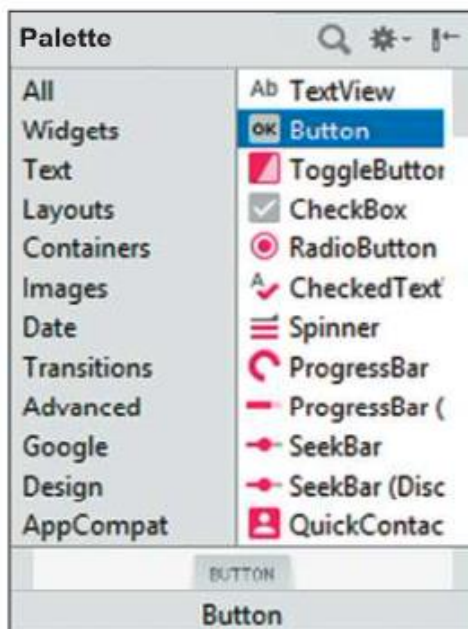 Palette
All
Widgets
Text
Layouts
Containers
Images
Date
Transitions
Advanced
Google
Design
AppCompat
Ab TextView
OK Button
ToggleButtor
CheckBox
RadioButton
A CheckedText
Spinner
ProgressBar
ProgressBar (
SeekBar
SeekBar (Disc
QuickContac
BUTTON
Button